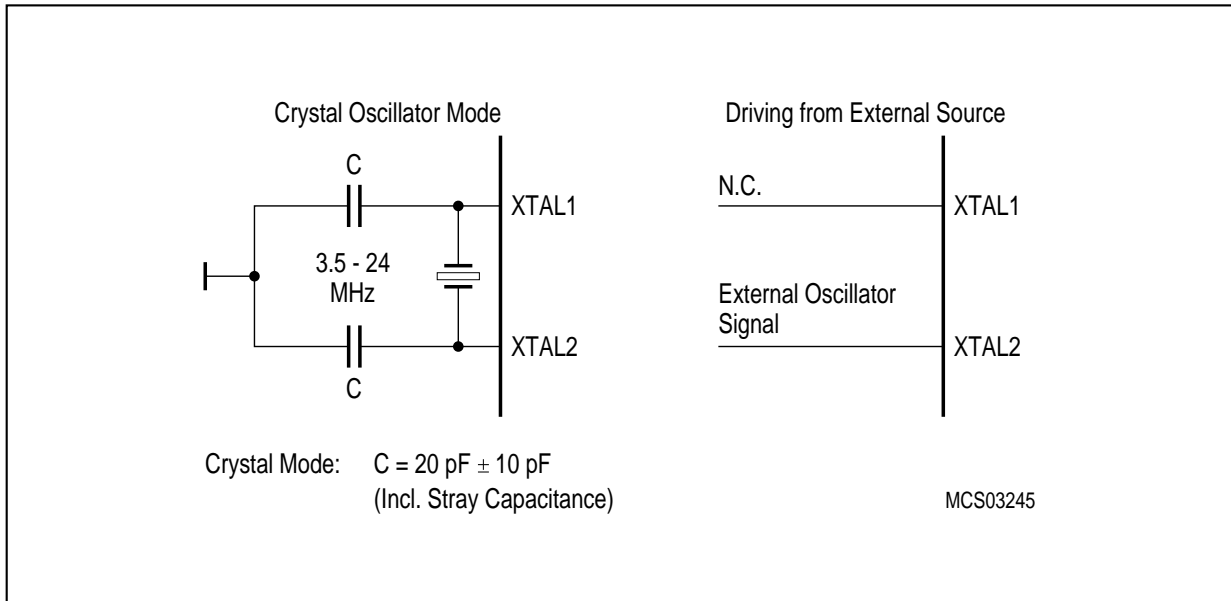 Crystal Oscillator Mode
C
XTAL1
3.5 - 24
MHz
XTAL2
C
Crystal Mode: C = 20 pF ± 10 pF
(Incl. Stray Capacitance)
Driving from External Source
N.C.
XTAL1
External Oscillator
Signal
XTAL2
MCS03245